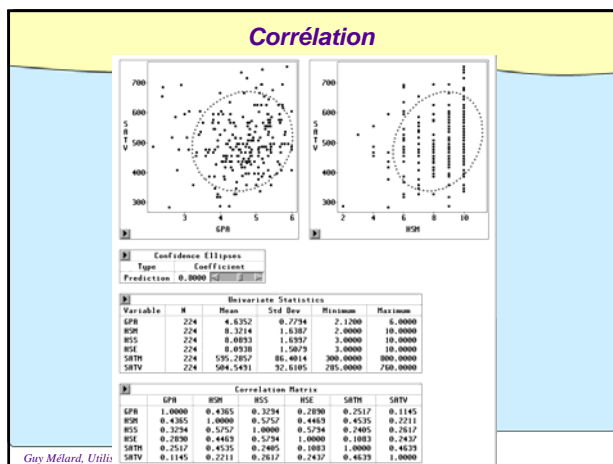 Corrélation
700
600
500
400
300
SATV
3 4 5 6
GPA
700
600
500
400
300
SATV
2 4 6 8 10
HSM
Confidence Ellipses
Type Coefficient
Prediction 0.8000
Univariate Statistics
Variable N Mean Std Dev Minimum Maximum
GPA 224 4.6352 0.7794 2.1200 6.0000
HSM 224 8.3214 1.6387 2.0000 10.0000
HSS 224 8.0893 1.6997 3.0000 10.0000
HSE 224 8.0938 1.5079 3.0000 10.0000
SATM 224 595.2857 86.4014 300.0000 800.0000
SATV 224 504.5491 92.6105 285.0000 760.0000
Correlation Matrix
GPA HSM HSS HSE SATM SATV
GPA 1.0000 0.4365 0.3294 0.2890 0.2517 0.1145
HSM 0.4365 1.0000 0.5757 0.4469 0.4535 0.2211
HSS 0.3294 0.5757 1.0000 0.5794 0.2405 0.2617
HSE 0.2890 0.4469 0.5794 1.0000 0.1083 0.2437
SATM 0.2517 0.4535 0.2405 0.1083 1.0000 0.4639
SATV 0.1145 0.2211 0.2617 0.2437 0.4639 1.0000
Guy Mélard, Utilis